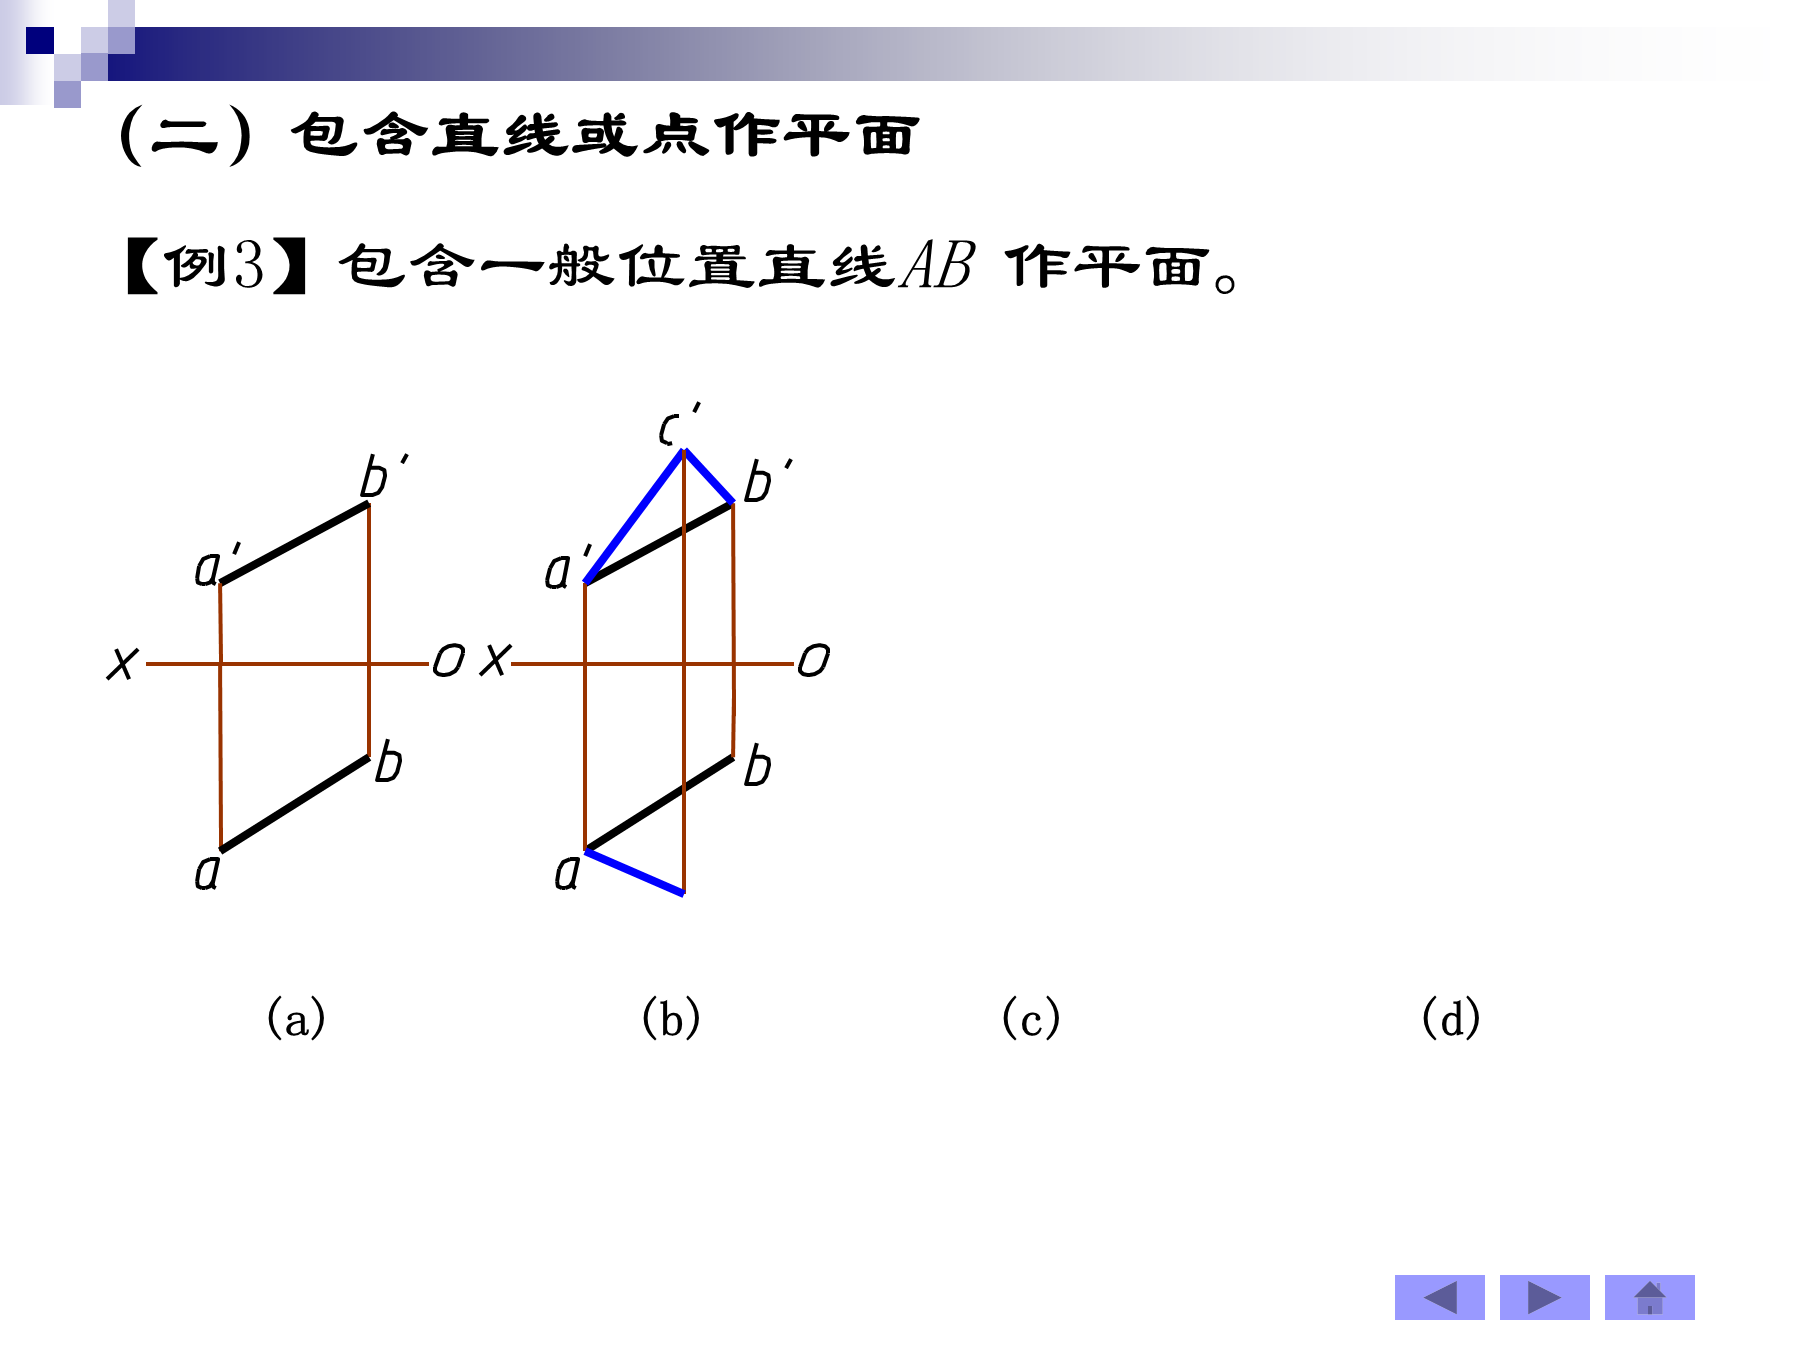 （二）包含直线或点作平面
【例3】包含一般位置直线AB 作平面。
c′
b′ b′
a′ a′
X O X O
b b
a a
(a) (b) (c) (d)